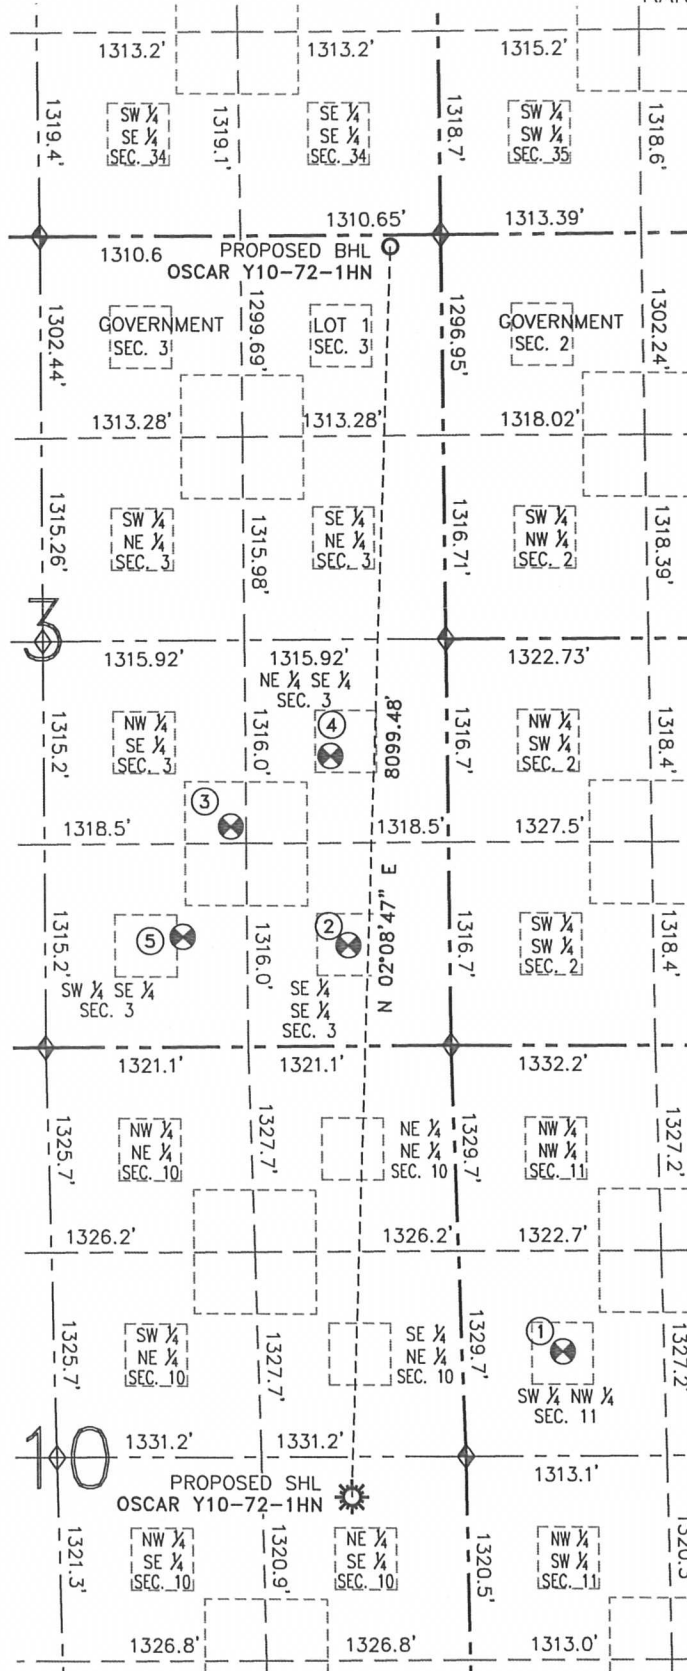 1313.2'
1313.2'
1315.2'
1319.4'
SW ¼
SE ¼
SEC. 34
1319.1'
SE ¼
SE ¼
SEC. 34
1318.7'
SW ¼
SW ¼
SEC. 35
1318.6'
1310.65'
1313.39'
1310.6
PROPOSED BHL
OSCAR Y10-72-1HN
1302.44'
GOVERNMENT
SEC. 3
1299.69'
LOT 1
SEC. 3
1296.95'
GOVERNMENT
SEC. 2
1302.24'
1313.28'
1313.28'
1318.02'
1315.26'
SW ¼
NE ¼
SEC. 3
1315.98'
SE ¼
NE ¼
SEC. 3
1316.71'
SW ¼
NW ¼
SEC. 2
1318.39'
3
1315.92'
1315.92'
1322.73'
NE ¼ SE ¼
SEC. 3
1315.2'
NW ¼
SE ¼
SEC. 3
1316.0'
4
8099.48'
1316.7'
NW ¼
SW ¼
SEC. 2
1318.4'
3
1318.5'
1318.5'
1327.5'
N 02°08'47" E
1315.2'
5
SW ¼ SE ¼
SEC. 3
1316.0'
2
SE ¼
SE ¼
SEC. 3
1316.7'
SW ¼
SW ¼
SEC. 2
1318.4'
1321.1'
1321.1'
1332.2'
1325.7'
NW ¼
NE ¼
SEC. 10
1327.7'
NE ¼
NE ¼
SEC. 10
1329.7'
NW ¼
NW ¼
SEC. 11
1327.2'
1326.2'
1326.2'
1322.7'
1325.7'
SW ¼
NE ¼
SEC. 10
1327.7'
SE ¼
NE ¼
SEC. 10
1329.7'
1
SW ¼ NW ¼
SEC. 11
1327.2
10
1331.2'
1331.2'
1313.1'
PROPOSED SHL
OSCAR Y10-72-1HN
1321.3'
NW ¼
SE ¼
SEC. 10
1320.9'
NE ¼
SE ¼
SEC. 10
1320.5'
NW ¼
SW ¼
SEC. 11
1326.8'
1326.8'
1313.0'